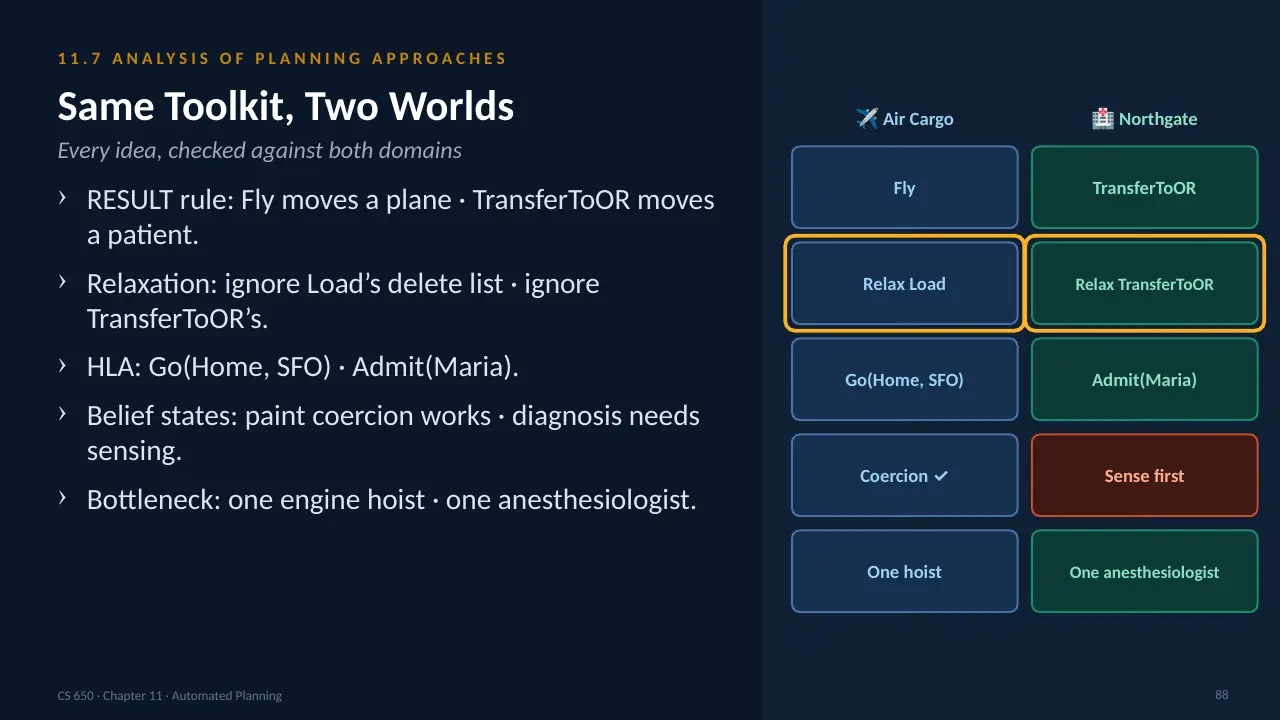 11.7 ANALYSIS OF PLANNING APPROACHES
Same Toolkit, Two Worlds
Every idea, checked against both domains
› RESULT rule: Fly moves a plane · TransferToOR moves
a patient.
› Relaxation: ignore Load’s delete list · ignore
TransferToOR’s.
› HLA: Go(Home, SFO) · Admit(Maria).
› Belief states: paint coercion works · diagnosis needs
sensing.
› Bottleneck: one engine hoist · one anesthesiologist.
✈️ Air Cargo
🏥 Northgate
Fly
TransferToOR
Relax Load
Relax TransferToOR
Go(Home, SFO)
Admit(Maria)
Coercion ✓
Sense first
One hoist
One anesthesiologist
CS 650 · Chapter 11 · Automated Planning
88